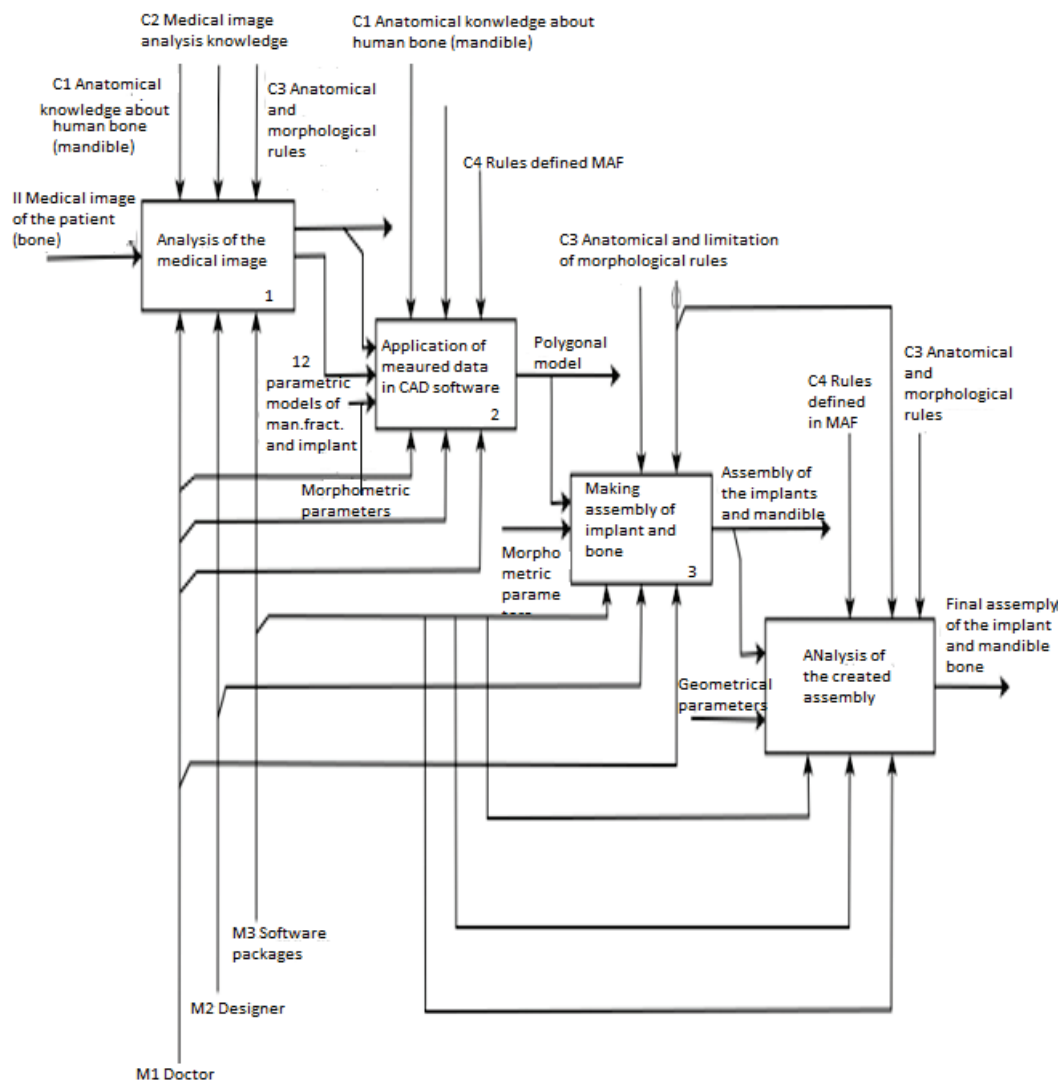 C2 Medical image
analysis knowledge
C1 Anatomical konwledge about
human bone (mandible)
C1 Anatomical
knowledge about
human bone
(mandible)
C3 Anatomical
and
morphological
rules
C4 Rules defined MAF
II Medical image
of the patient
(bone)
Analysis of the
medical image
1
C3 Anatomical and limitation
of morphological rules
12
parametric
models of
man.fract.
and implant
Application of
meaured data
in CAD software
2
Polygonal
model
C4 Rules
defined
in MAF
C3 Anatomical
and
morphological
rules
Morphometric
parameters
Making
assembly of
implant and
bone
3
Assembly of
the implants
and mandible
Morpho
metric
parame
Final assemply
of the implant
and mandible
bone
ANalysis of
the created
assembly
Geometrical
parameters
M3 Software
packages
M2 Designer
M1 Doctor